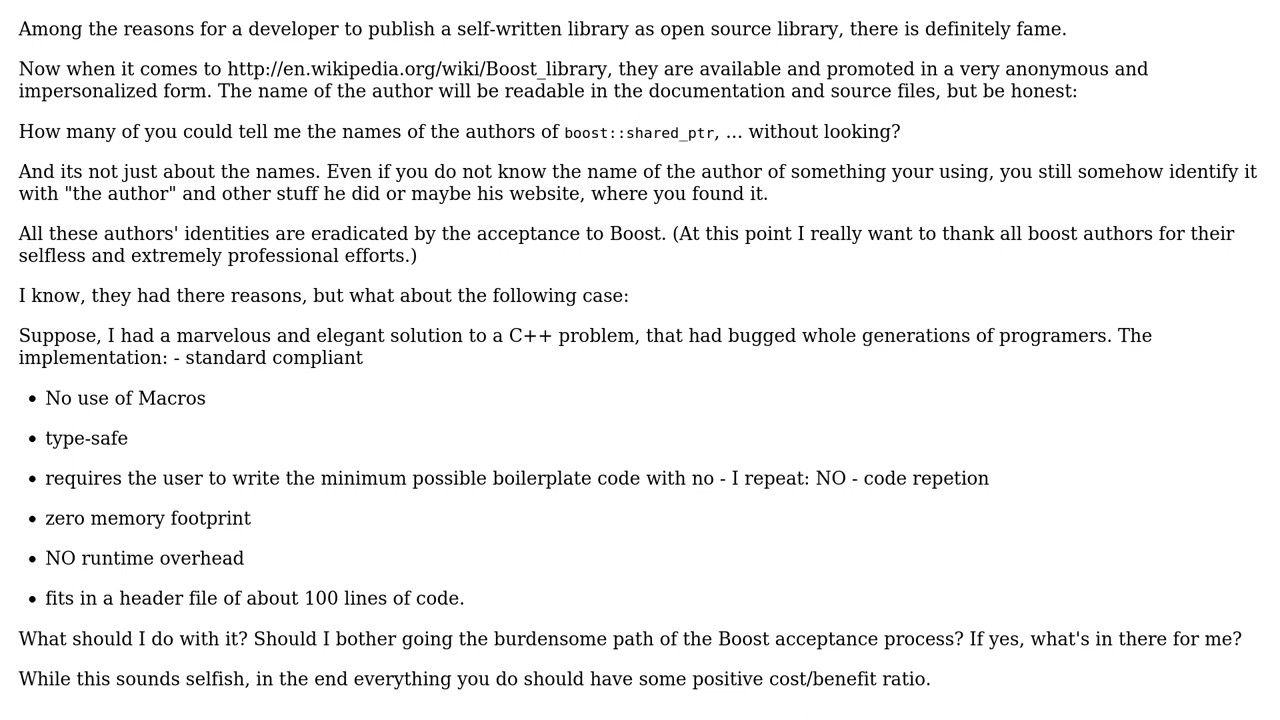 Among the reasons for a developer to publish a self-written library as open source library, there is definitely fame.
Now when it comes to http://en.wikipedia.org/wiki/Boost_library, they are available and promoted in a very anonymous and
impersonalized form. The name of the author will be readable in the documentation and source files, but be honest:
How many of you could tell me the names of the authors of boost::shared_ptr, ... without looking?
And its not just about the names. Even if you do not know the name of the author of something your using, you still somehow identify it
with "the author" and other stuff he did or maybe his website, where you found it.
All these authors' identities are eradicated by the acceptance to Boost. (At this point I really want to thank all boost authors for their
selfless and extremely professional efforts.)
I know, they had there reasons, but what about the following case:
Suppose, I had a marvelous and elegant solution to a C++ problem, that had bugged whole generations of programers. The
implementation: - standard compliant
• No use of Macros
• type-safe
• requires the user to write the minimum possible boilerplate code with no - I repeat: NO - code repetion
• zero memory footprint
• NO runtime overhead
• fits in a header file of about 100 lines of code.
What should I do with it? Should I bother going the burdensome path of the Boost acceptance process? If yes, what's in there for me?
While this sounds selfish, in the end everything you do should have some positive cost/benefit ratio.